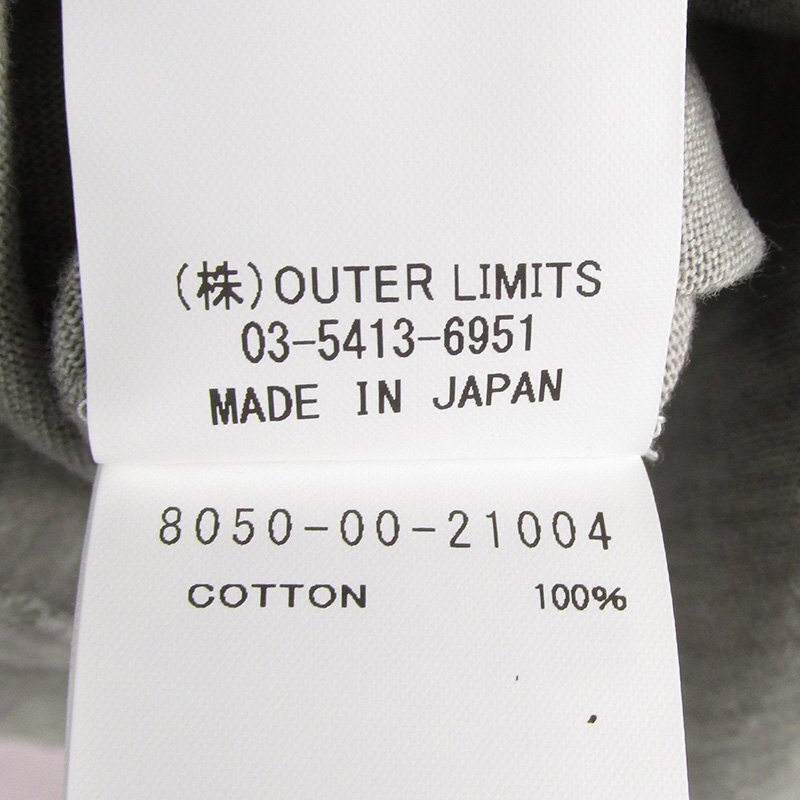 (株)OUTER LIMITS
03-5413-6951
MADE IN JAPAN
8050-00-21004
COTTON 100%